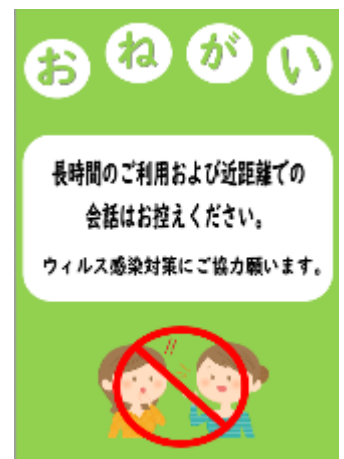 おねがい
長時間のご利用および近距離での
会話はお控えください。
ウィルス感染対策にご協力願います。